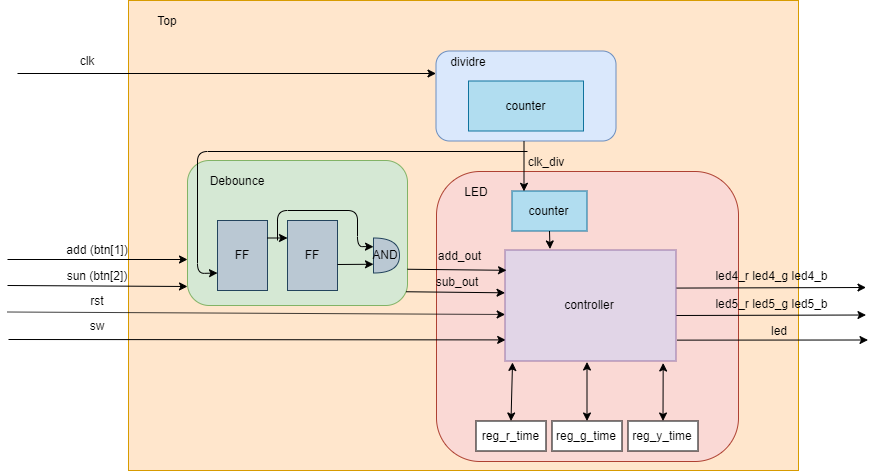 Top
clk
dividre
counter
clk_div
Debounce
LED
counter
FF
FF
AND
add (btn[1])
sun (btn[2])
rst
sw
add_out
sub_out
controller
led4_r led4_g led4_b
led5_r led5_g led5_b
led
reg_r_time
reg_g_time
reg_y_time